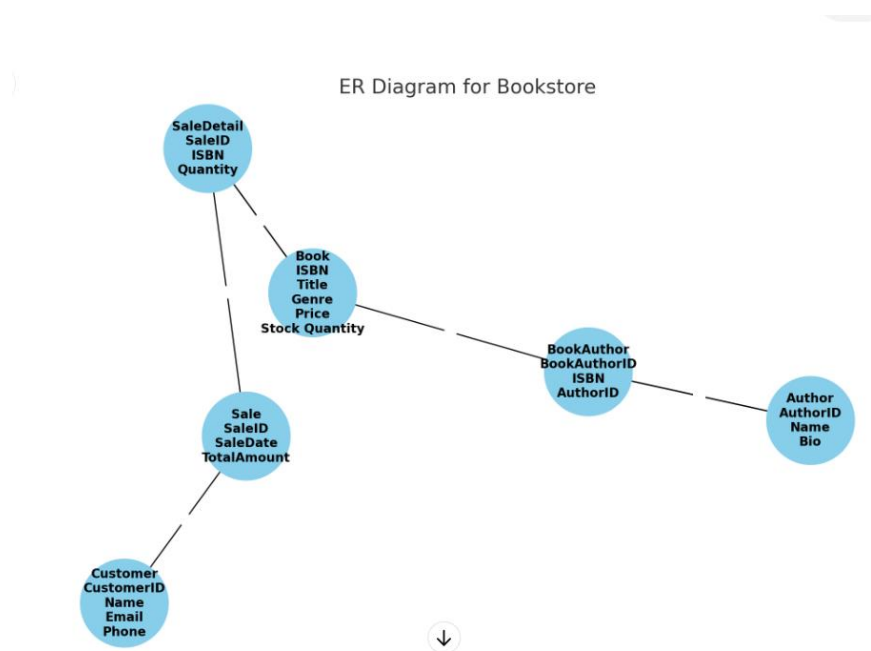 ER Diagram for Bookstore
SaleDetail
SaleID
ISBN
Quantity
Book
ISBN
Title
Genre
Price
Stock Quantity
BookAuthor
BookAuthorID
ISBN
AuthorID
Author
AuthorID
Name
Bio
Sale
SaleID
SaleDate
TotalAmount
Customer
CustomerID
Name
Email
Phone